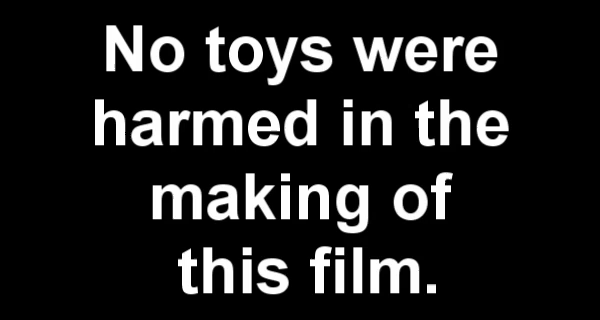 No toys were
harmed in the
making of
this film.